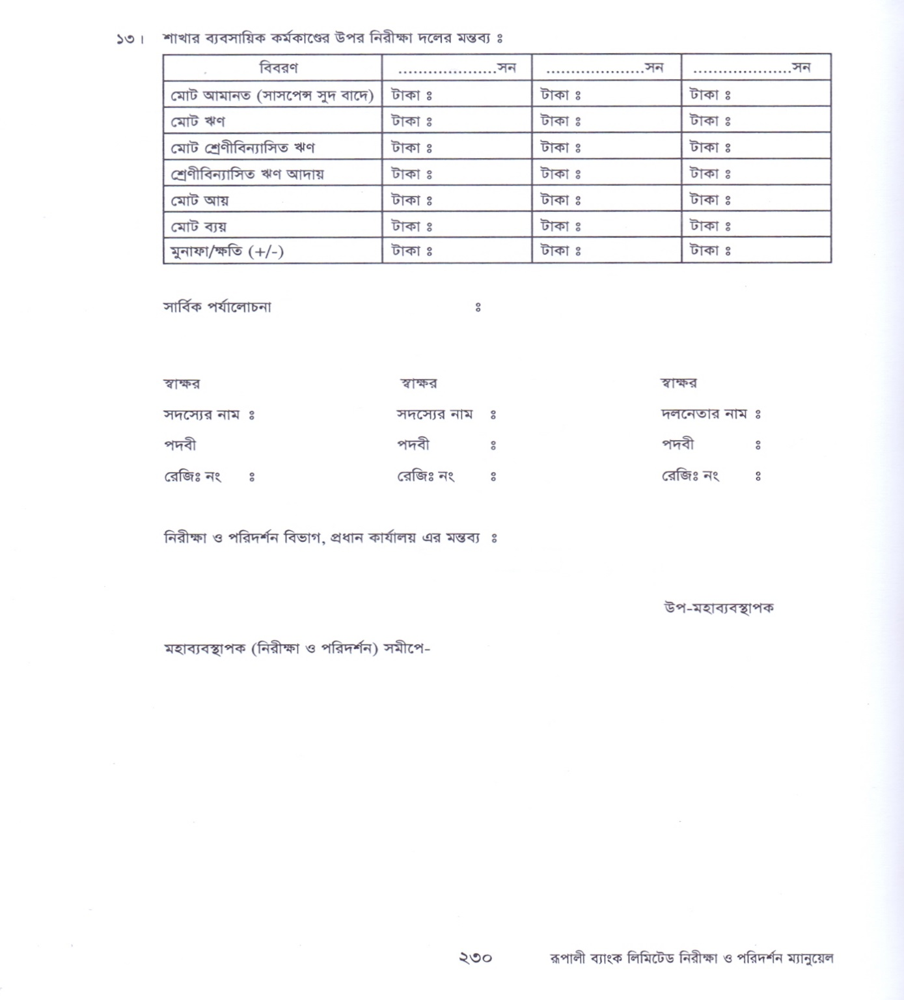 ১৩। শাখার ব্যবসায়িক কর্মকাণ্ডের উপর নিরীক্ষা দলের মন্তব্য ঃ
বিবরণ ....................সন ....................সন ....................সন
মোট আমানত (সাসপেন্স সুদ বাদে) টাকা ঃ টাকা ঃ টাকা ঃ
মোট ঋণ টাকা ঃ টাকা ঃ টাকা ঃ
মোট শ্রেণীবিন্যাসিত ঋণ টাকা ঃ টাকা ঃ টাকা ঃ
শ্রেণীবিন্যাসিত ঋণ আদায় টাকা ঃ টাকা ঃ টাকা ঃ
মোট আয় টাকা ঃ টাকা ঃ টাকা ঃ
মোট ব্যয় টাকা ঃ টাকা ঃ টাকা ঃ
মুনাফা/ক্ষতি (+/-) টাকা ঃ টাকা ঃ টাকা ঃ
সার্বিক পর্যালোচনা ঃ
স্বাক্ষর স্বাক্ষর স্বাক্ষর
সদস্যের নাম ঃ সদস্যের নাম ঃ দলনেতার নাম ঃ
পদবী পদবী ঃ পদবী ঃ
রেজিঃ নং ঃ রেজিঃ নং ঃ রেজিঃ নং ঃ
নিরীক্ষা ও পরিদর্শন বিভাগ, প্রধান কার্যালয় এর মন্তব্য ঃ
উপ-মহাব্যবস্থাপক
মহাব্যবস্থাপক (নিরীক্ষা ও পরিদর্শন) সমীপে-
২৩০ রূপালী ব্যাংক লিমিটেড নিরীক্ষা ও পরিদর্শন ম্যানুয়েল